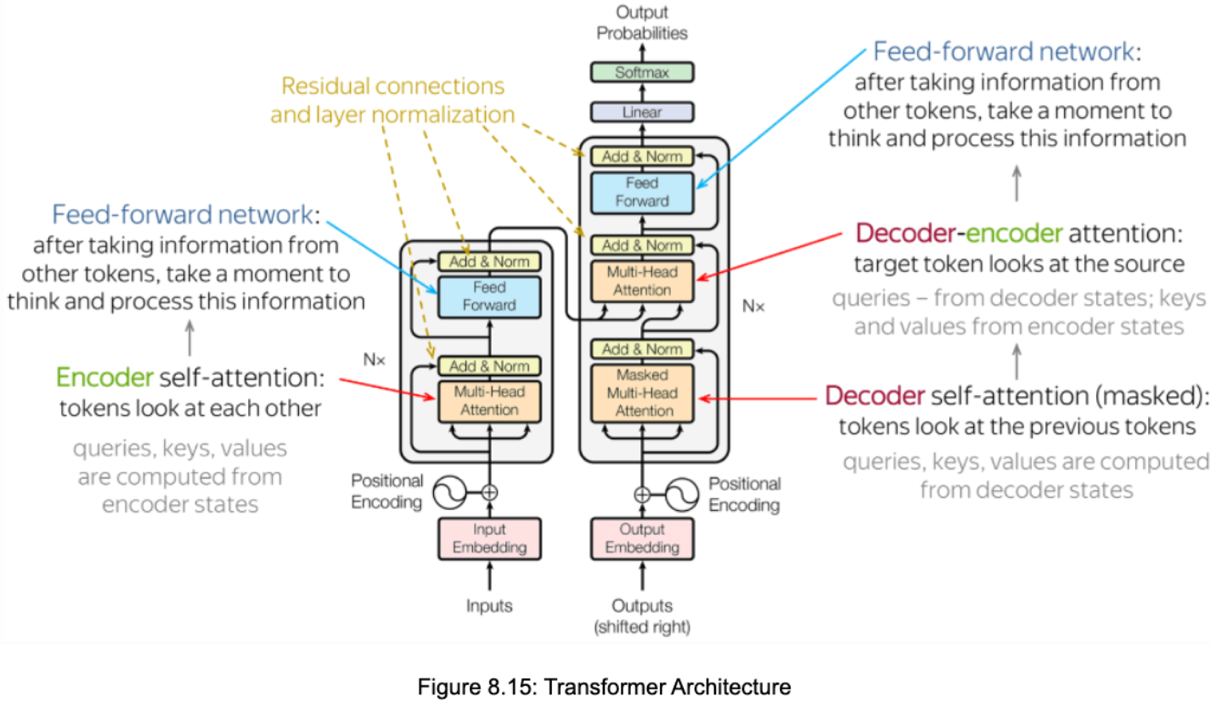 Output
Probabilities
Softmax
Linear
Add & Norm
Feed
Forward
Add & Norm
Multi-Head
Attention
Add & Norm
Masked
Multi-Head
Attention
Nx
Positional
Encoding
Output
Embedding
Outputs
(shifted right)
Add & Norm
Feed
Forward
Add & Norm
Multi-Head
Attention
Nx
Positional
Encoding
Input
Embedding
Inputs
Residual connections
and layer normalization
Feed-forward network:
after taking information from
other tokens, take a moment to
think and process this information
Encoder self-attention:
tokens look at each other
queries, keys, values
are computed from
encoder states
Feed-forward network:
after taking information from
other tokens, take a moment to
think and process this information
Decoder-encoder attention:
target token looks at the source
queries – from decoder states; keys
and values from encoder states
Decoder self-attention (masked):
tokens look at the previous tokens
queries, keys, values are computed
from decoder states
Figure 8.15: Transformer Architecture